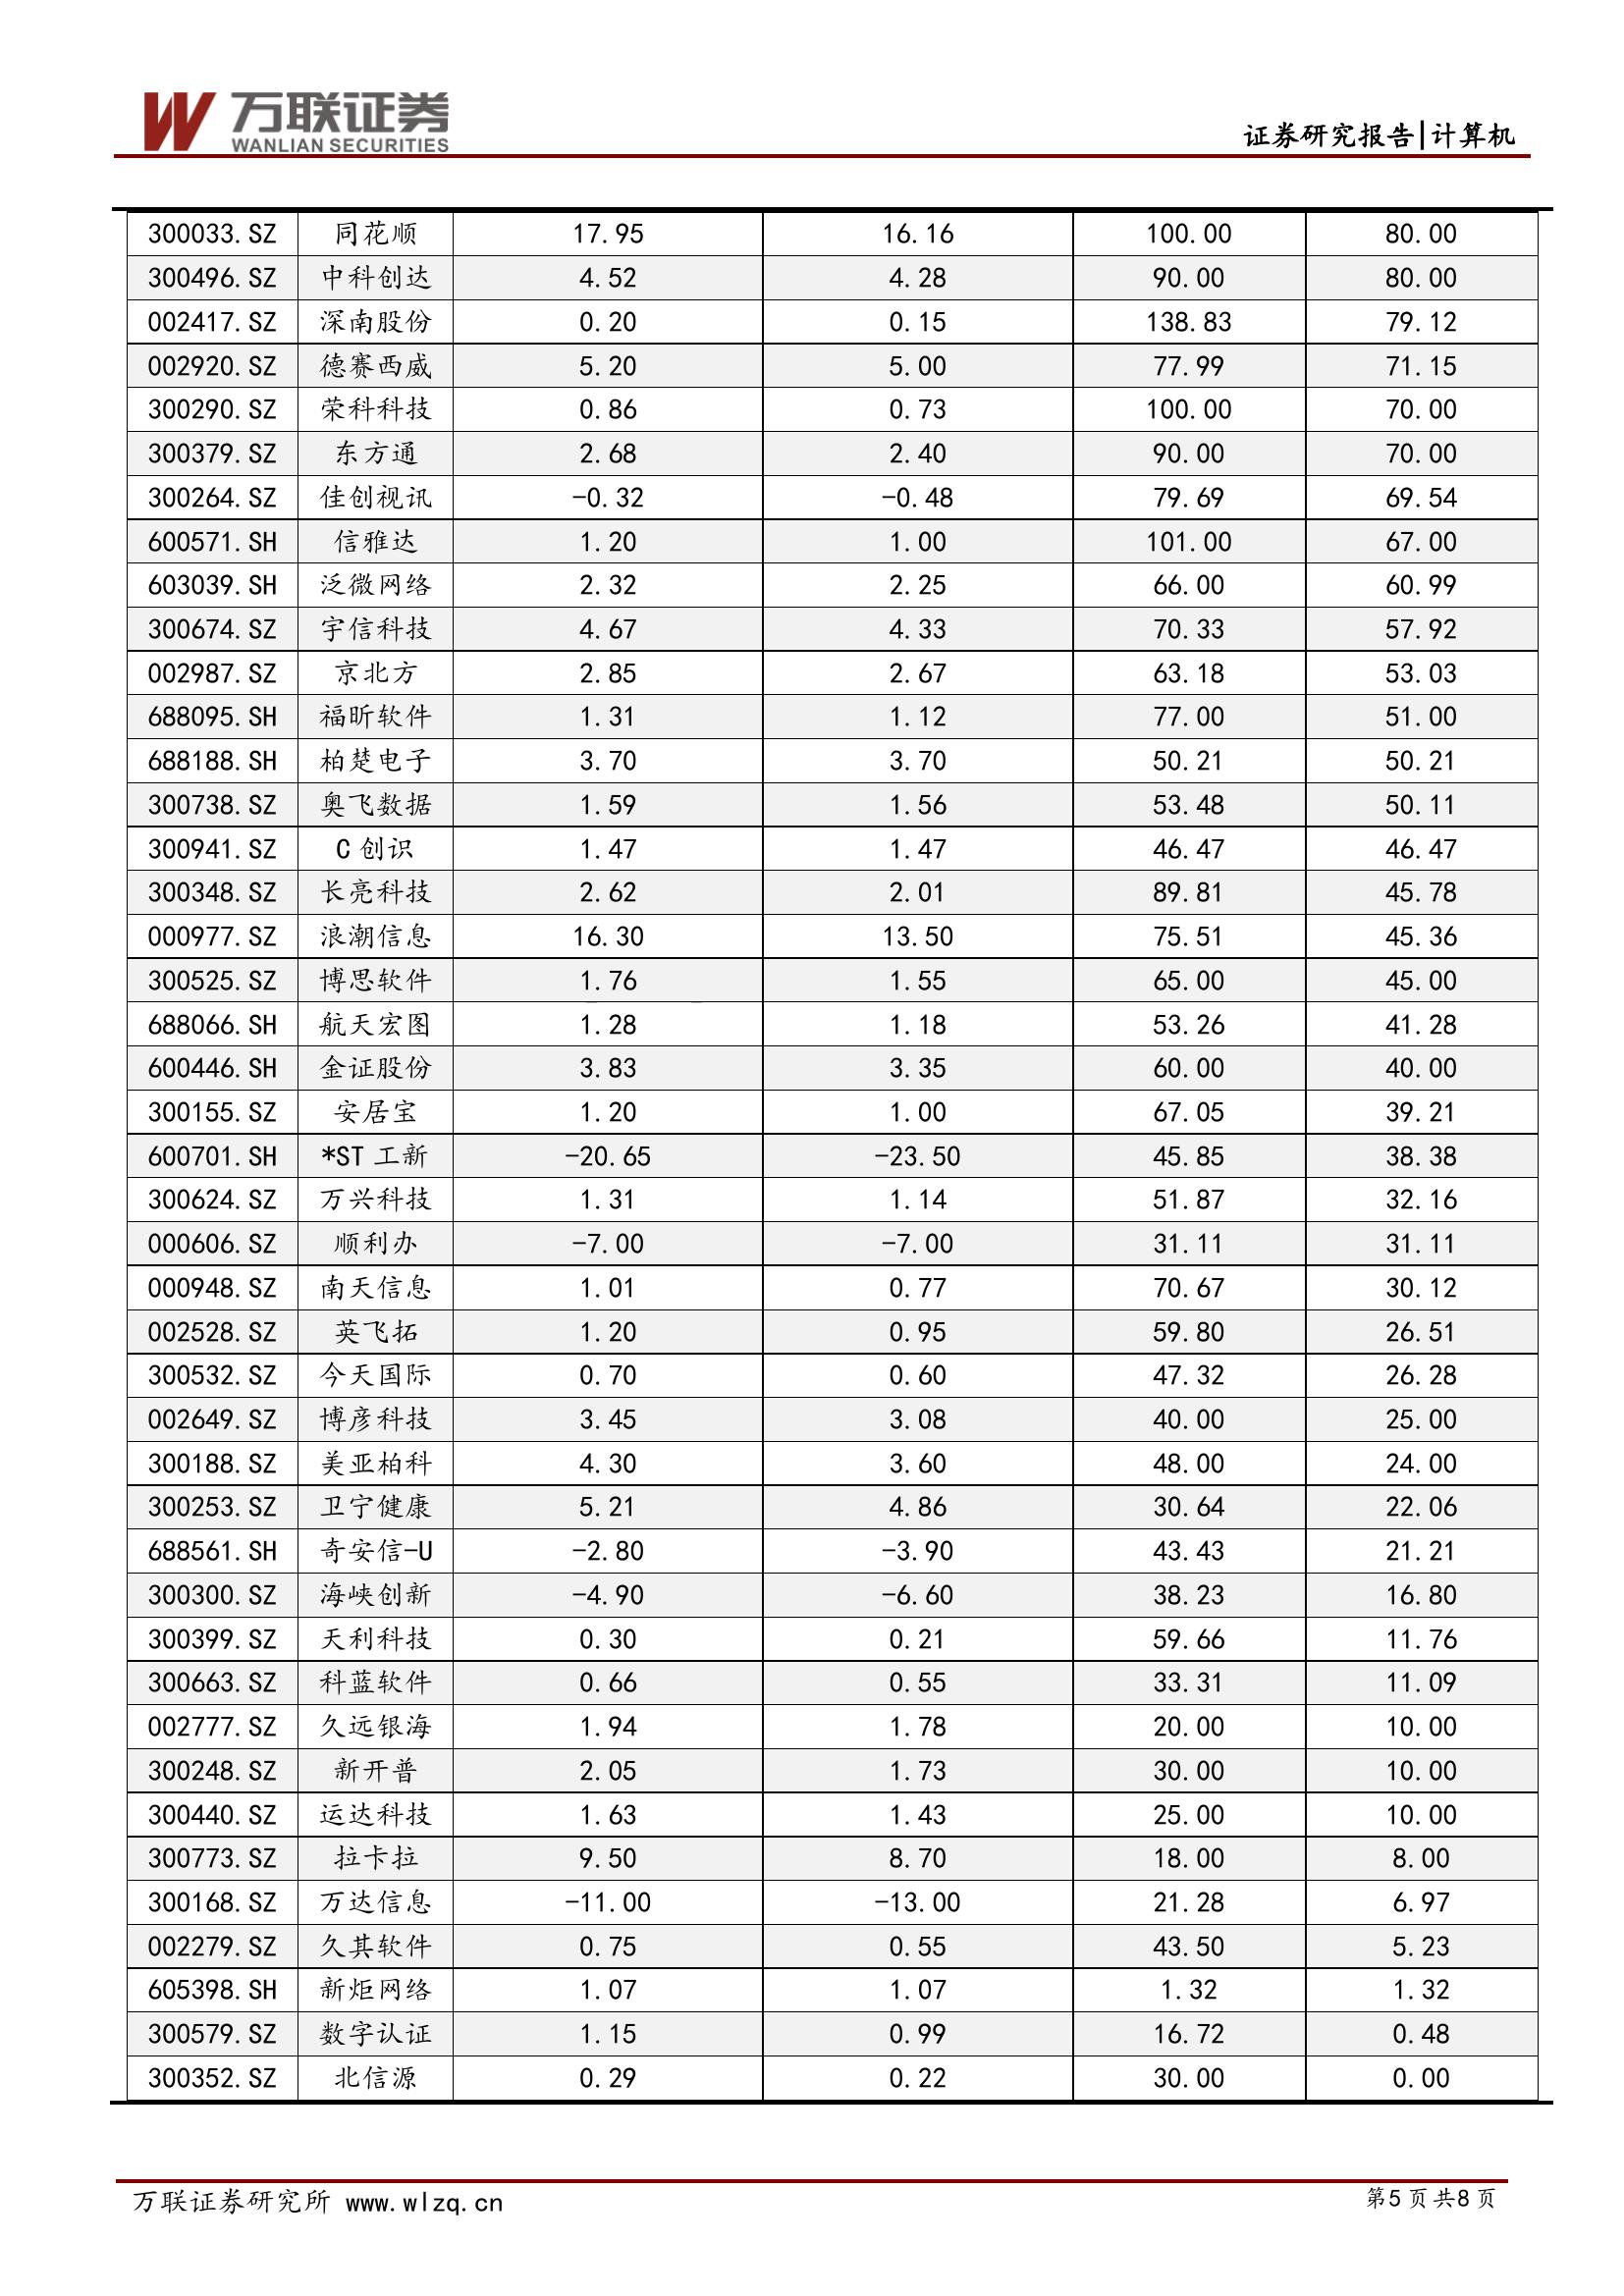 万联证券
WANLIAN SECURITIES
证券研究报告|计算机
300033.SZ 同花顺 17.95 16.16 100.00 80.00
300496.SZ 中科创达 4.52 4.28 90.00 80.00
002417.SZ 深南股份 0.20 0.15 138.83 79.12
002920.SZ 德赛西威 5.20 5.00 77.99 71.15
300290.SZ 荣科科技 0.86 0.73 100.00 70.00
300379.SZ 东方通 2.68 2.40 90.00 70.00
300264.SZ 佳创视讯 -0.32 -0.48 79.69 69.54
600571.SH 信雅达 1.20 1.00 101.00 67.00
603039.SH 泛微网络 2.32 2.25 66.00 60.99
300674.SZ 宇信科技 4.67 4.33 70.33 57.92
002987.SZ 京北方 2.85 2.67 63.18 53.03
688095.SH 福昕软件 1.31 1.12 77.00 51.00
688188.SH 柏楚电子 3.70 3.70 50.21 50.21
300738.SZ 奥飞数据 1.59 1.56 53.48 50.11
300941.SZ C 创识 1.47 1.47 46.47 46.47
300348.SZ 长亮科技 2.62 2.01 89.81 45.78
000977.SZ 浪潮信息 16.30 13.50 75.51 45.36
300525.SZ 博思软件 1.76 1.55 65.00 45.00
688066.SH 航天宏图 1.28 1.18 53.26 41.28
600446.SH 金证股份 3.83 3.35 60.00 40.00
300155.SZ 安居宝 1.20 1.00 67.05 39.21
600701.SH *ST 工新 -20.65 -23.50 45.85 38.38
300624.SZ 万兴科技 1.31 1.14 51.87 32.16
000606.SZ 顺利办 -7.00 -7.00 31.11 31.11
000948.SZ 南天信息 1.01 0.77 70.67 30.12
002528.SZ 英飞拓 1.20 0.95 59.80 26.51
300532.SZ 今天国际 0.70 0.60 47.32 26.28
002649.SZ 博彦科技 3.45 3.08 40.00 25.00
300188.SZ 美亚柏科 4.30 3.60 48.00 24.00
300253.SZ 卫宁健康 5.21 4.86 30.64 22.06
688561.SH 奇安信-U -2.80 -3.90 43.43 21.21
300300.SZ 海峡创新 -4.90 -6.60 38.23 16.80
300399.SZ 天利科技 0.30 0.21 59.66 11.76
300663.SZ 科蓝软件 0.66 0.55 33.31 11.09
002777.SZ 久远银海 1.94 1.78 20.00 10.00
300248.SZ 新开普 2.05 1.73 30.00 10.00
300440.SZ 运达科技 1.63 1.43 25.00 10.00
300773.SZ 拉卡拉 9.50 8.70 18.00 8.00
300168.SZ 万达信息 -11.00 -13.00 21.28 6.97
002279.SZ 久其软件 0.75 0.55 43.50 5.23
605398.SH 新炬网络 1.07 1.07 1.32 1.32
300579.SZ 数字认证 1.15 0.99 16.72 0.48
300352.SZ 北信源 0.29 0.22 30.00 0.00
万联证券研究所 www.wlzq.cn
第5 页 共8 页